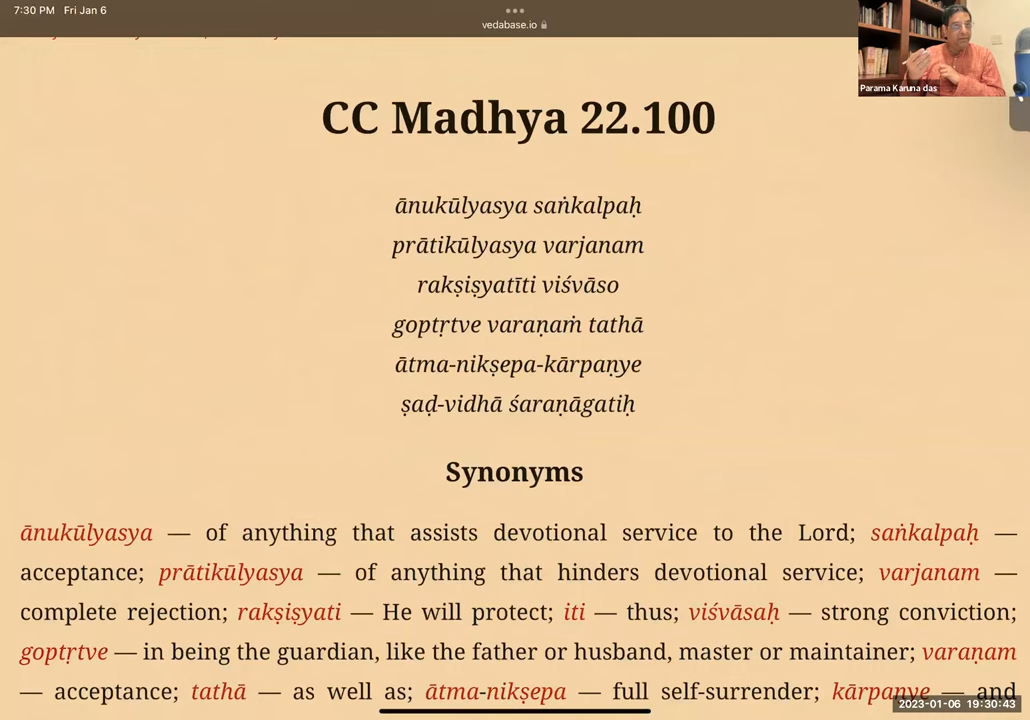 7:30 PM Fri Jan 6
vedabase.io
Parama Karuna das
CC Madhya 22.100
ānukūlyasya saṅkalpaḥ
prātikūlyasya varjanam
rakṣiṣyatīti viśvāso
goptṛtve varaṇaṁ tathā
ātma-nikṣepa-kārpaṇye
ṣaḍ-vidhā śaraṇāgatiḥ
Synonyms
ānukūlyasya — of anything that assists devotional service to the Lord; saṅkalpaḥ —
acceptance; prātikūlyasya — of anything that hinders devotional service; varjanam —
complete rejection; rakṣiṣyati — He will protect; iti — thus; viśvāsaḥ — strong conviction;
goptṛtve — in being the guardian, like the father or husband, master or maintainer; varaṇam
— acceptance; tathā — as well as; ātma-nikṣepa — full self-surrender; kārpaṇye — and
2023-01-06 19:30:43